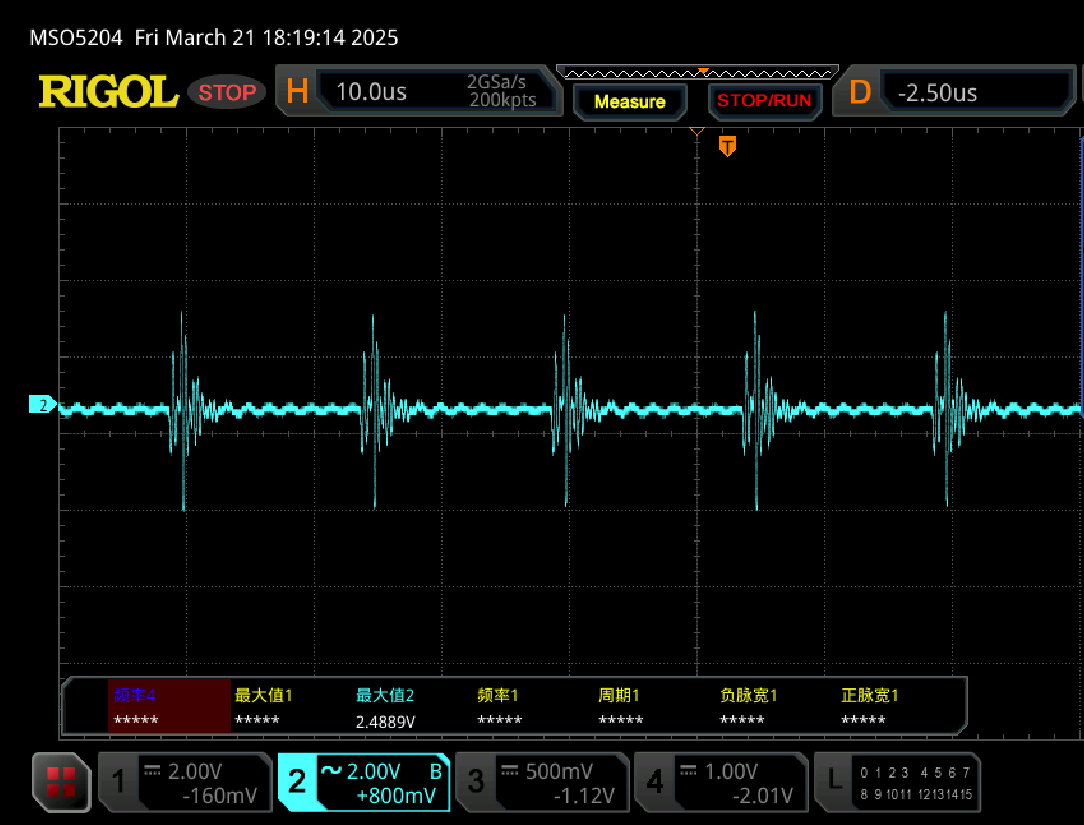 MSO5204 Fri March 21 18:19:14 2025
RIGOL STOP H 10.0us 2GSa/s 200kpts Measure STOP/RUN D -2.50us
T
2
频率4 最大值1 最大值2 频率1 周期1 负脉宽1 正脉宽1
***** ***** 2.4889V ***** ***** ***** *****
1 2.00V -160mV
2 2.00V B +800mV
3 500mV -1.12V
4 1.00V -2.01V
L 0 1 2 3 4 5 6 7
8 9 10 11 12 13 14 15